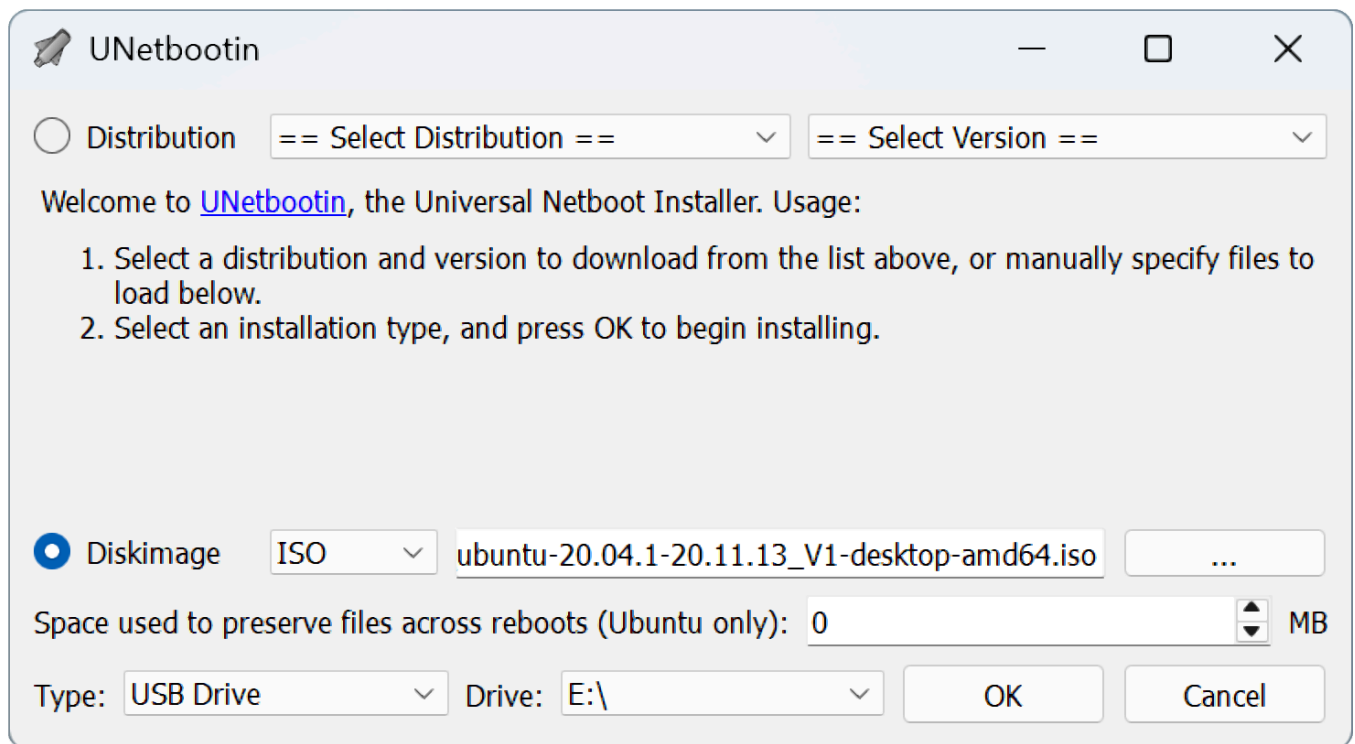 UNetbootin
Distribution == Select Distribution == == Select Version ==
Welcome to UNetbootin, the Universal Netboot Installer. Usage:
1. Select a distribution and version to download from the list above, or manually specify files to
load below.
2. Select an installation type, and press OK to begin installing.
Diskimage ISO ubuntu-20.04.1-20.11.13_V1-desktop-amd64.iso ...
Space used to preserve files across reboots (Ubuntu only): 0 MB
Type: USB Drive Drive: E:\ OK Cancel